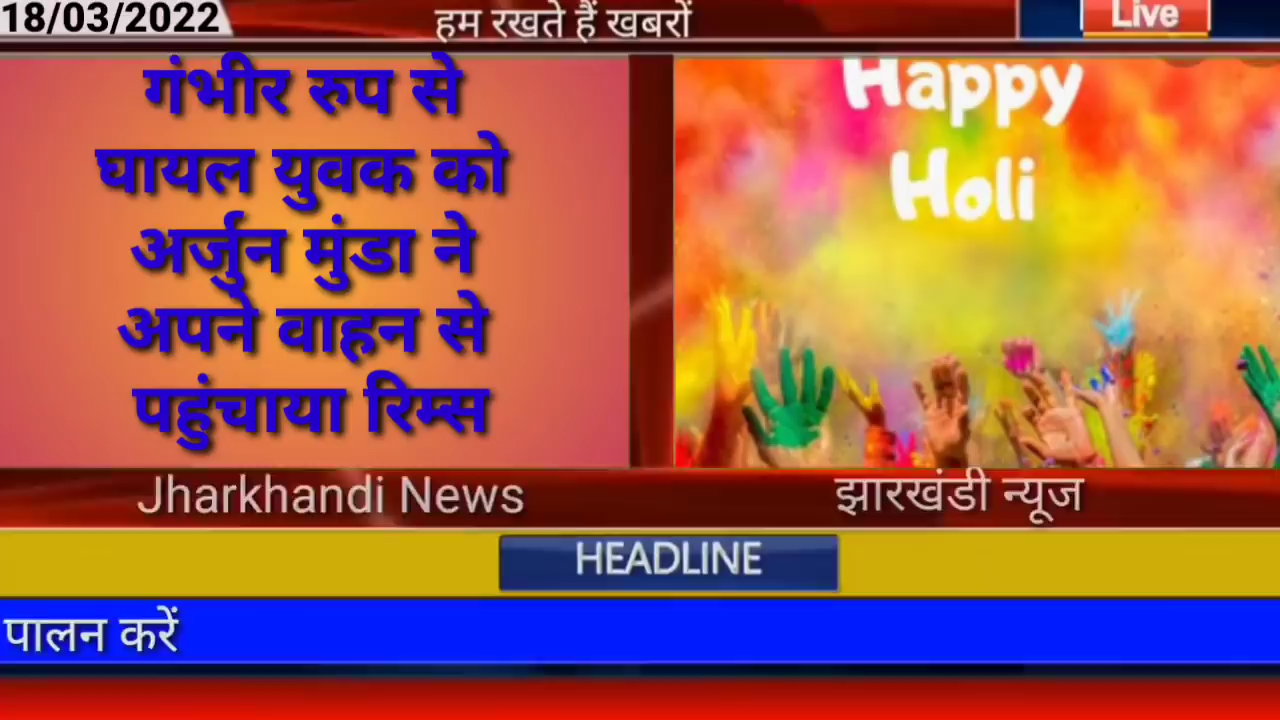 18/03/2022
हम रखते हैं खबरों
Live
गंभीर रुप से
घायल युवक को
अर्जुन मुंडा ने
अपने वाहन से
पहुंचाया रिम्स
Happy
Holi
Jharkhandi News
झारखंडी न्यूज
HEADLINE
पालन करें